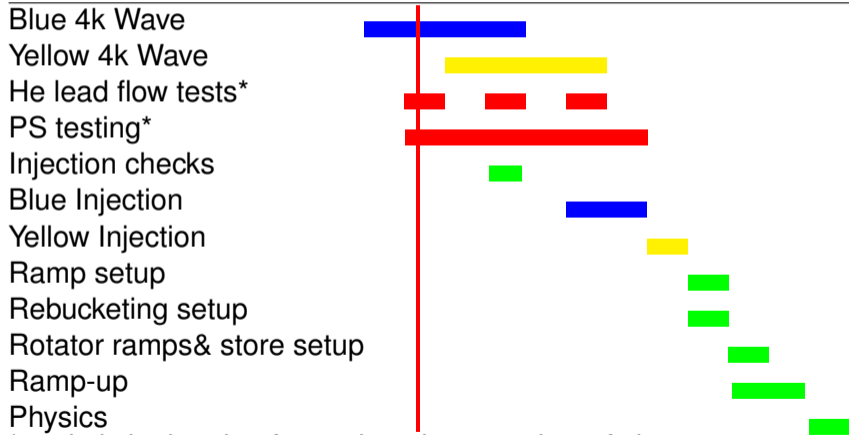 Blue 4k Wave
Yellow 4k Wave
He lead flow tests*
PS testing*
Injection checks
Blue Injection
Yellow Injection
Ramp setup
Rebucketing setup
Rotator ramps& store setup
Ramp-up
Physics